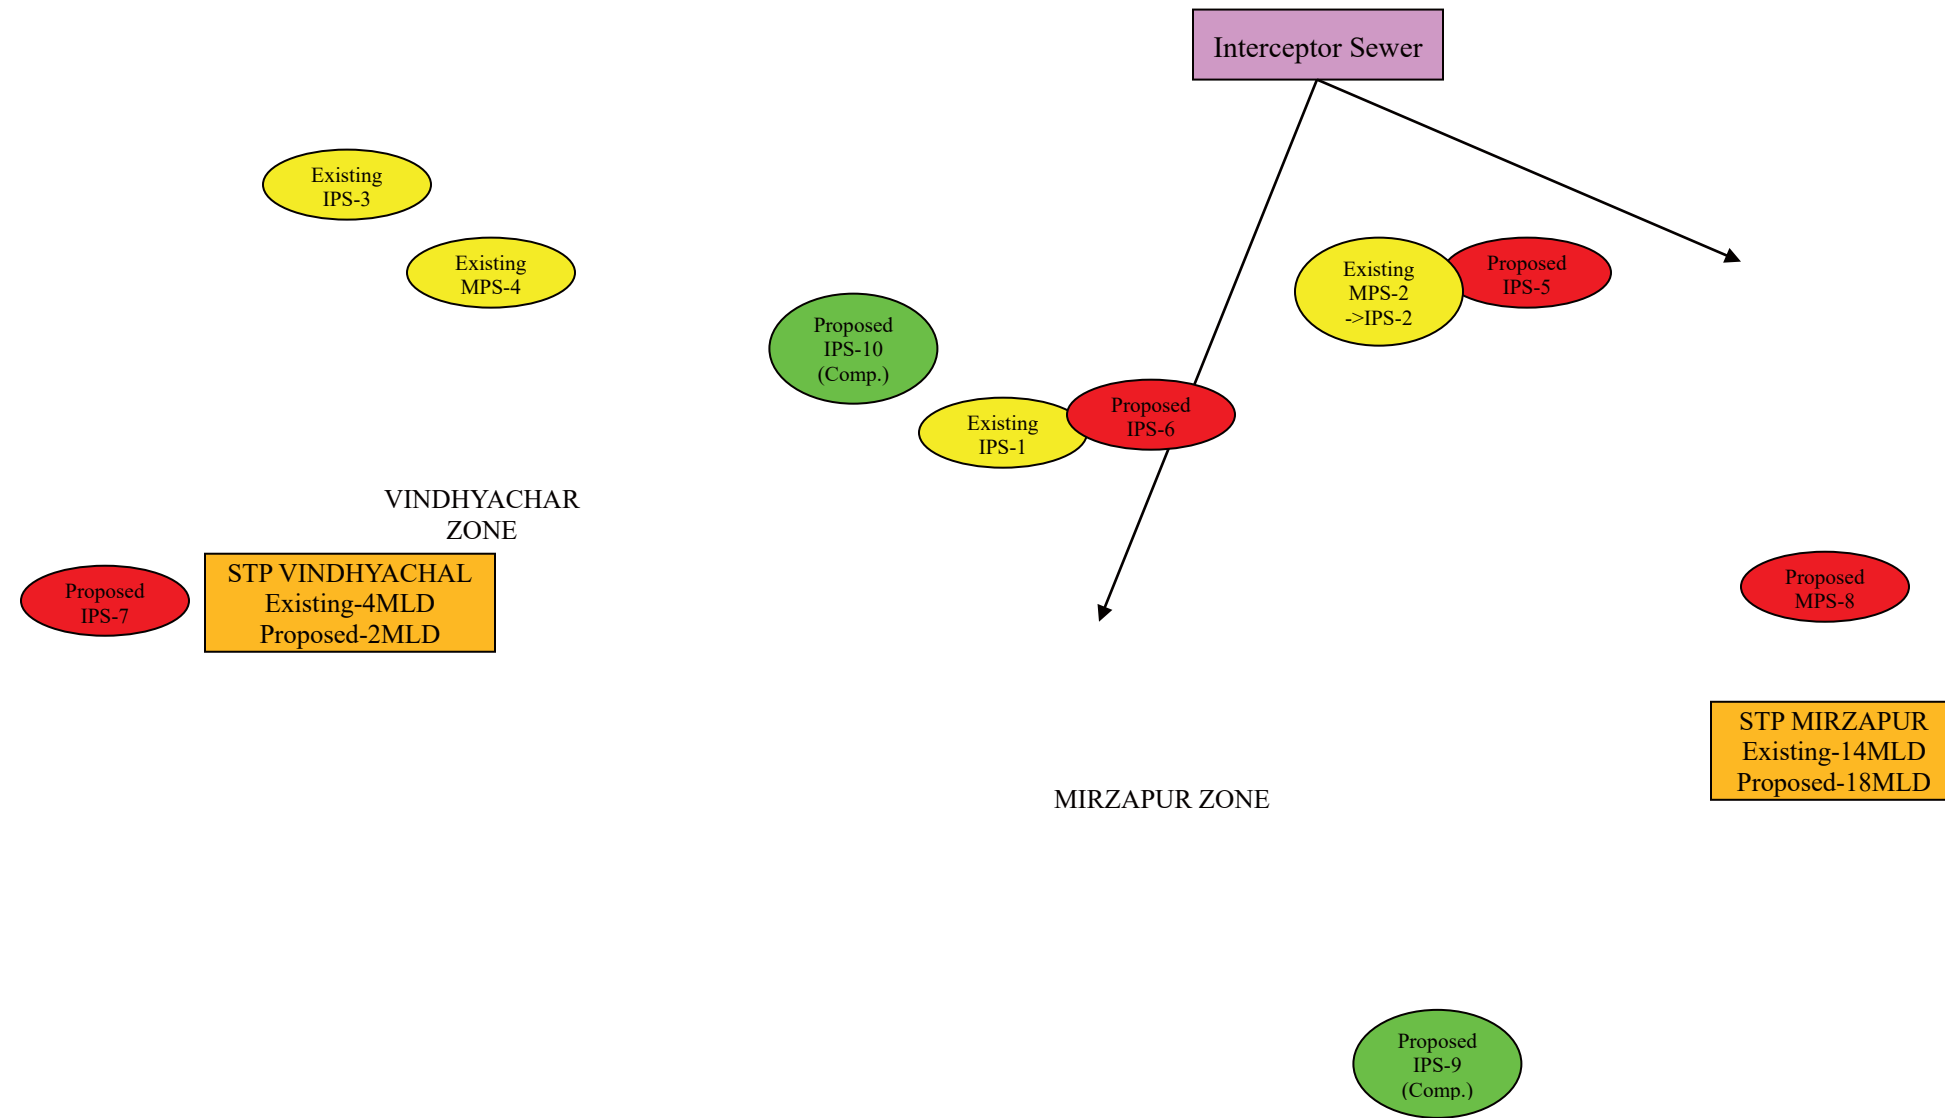 Interceptor Sewer
Existing
IPS-3
Existing
MPS-4
Existing
MPS-2
->IPS-2
Proposed
IPS-5
Proposed
IPS-10
(Comp.)
Existing
IPS-1
Proposed
IPS-6
VINDHYACHAR
ZONE
Proposed
IPS-7
STP VINDHYACHAL
Existing-4MLD
Proposed-2MLD
Proposed
MPS-8
STP MIRZAPUR
Existing-14MLD
Proposed-18MLD
MIRZAPUR ZONE
Proposed
IPS-9
(Comp.)